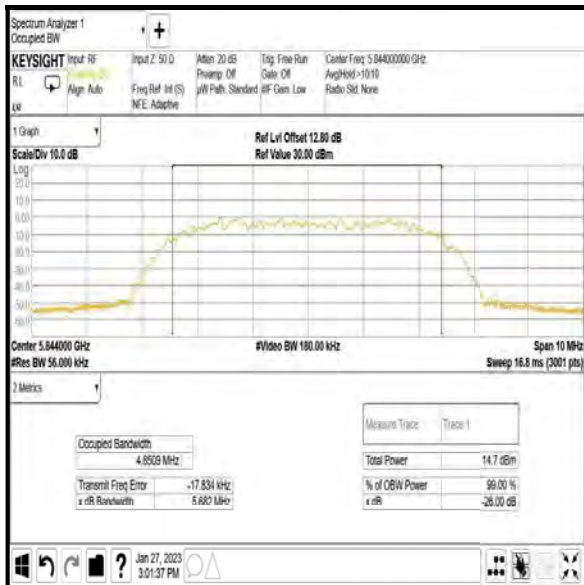 Spectrum Analyzer 1
Occupied BW
+
KEYSIGHT Input: RF
R L
Align: Auto
Input Z: 50 Ω
Freq Ref: Int (S)
NFE: Adaptive
Atten: 20 dB
Preamp: Off
µW Path: Standard
Trig: Free Run
Gate: Off
#IF Gain: Low
Center Freq: 5.844000000 GHz
Avg|Hold:>10/10
Radio Std: None
1 Graph
Scale/Div 10.0 dB
Ref Lvl Offset 12.80 dB
Ref Value 30.00 dBm
Log
20.0
10.0
0.00
Center 5.844000 GHz
#Res BW 56.000 kHz
#Video BW 180.00 kHz
Span 10 MHz
Sweep 16.8 ms (3001 pts)
2 Metrics
Measure Trace Trace 1
Occupied Bandwidth
4.8509 MHz
Total Power 14.7 dBm
Transmit Freq Error -17.834 kHz
% of OBW Power 99.00 %
x dB Bandwidth 5.682 MHz
x dB -26.00 dB
?
Jan 27, 2023
3:01:37 PM